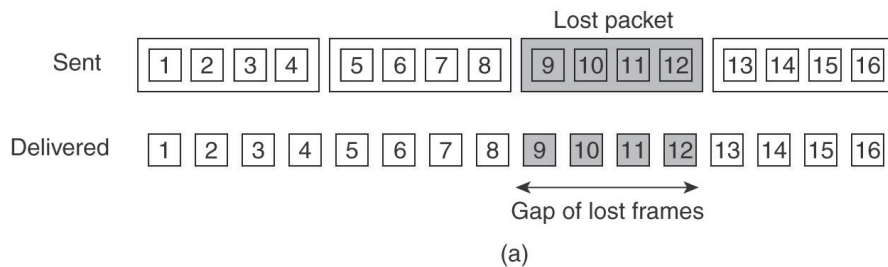 Lost packet
Sent 1 2 3 4 5 6 7 8 9 10 11 12 13 14 15 16
Delivered 1 2 3 4 5 6 7 8 9 10 11 12 13 14 15 16
Gap of lost frames
(a)